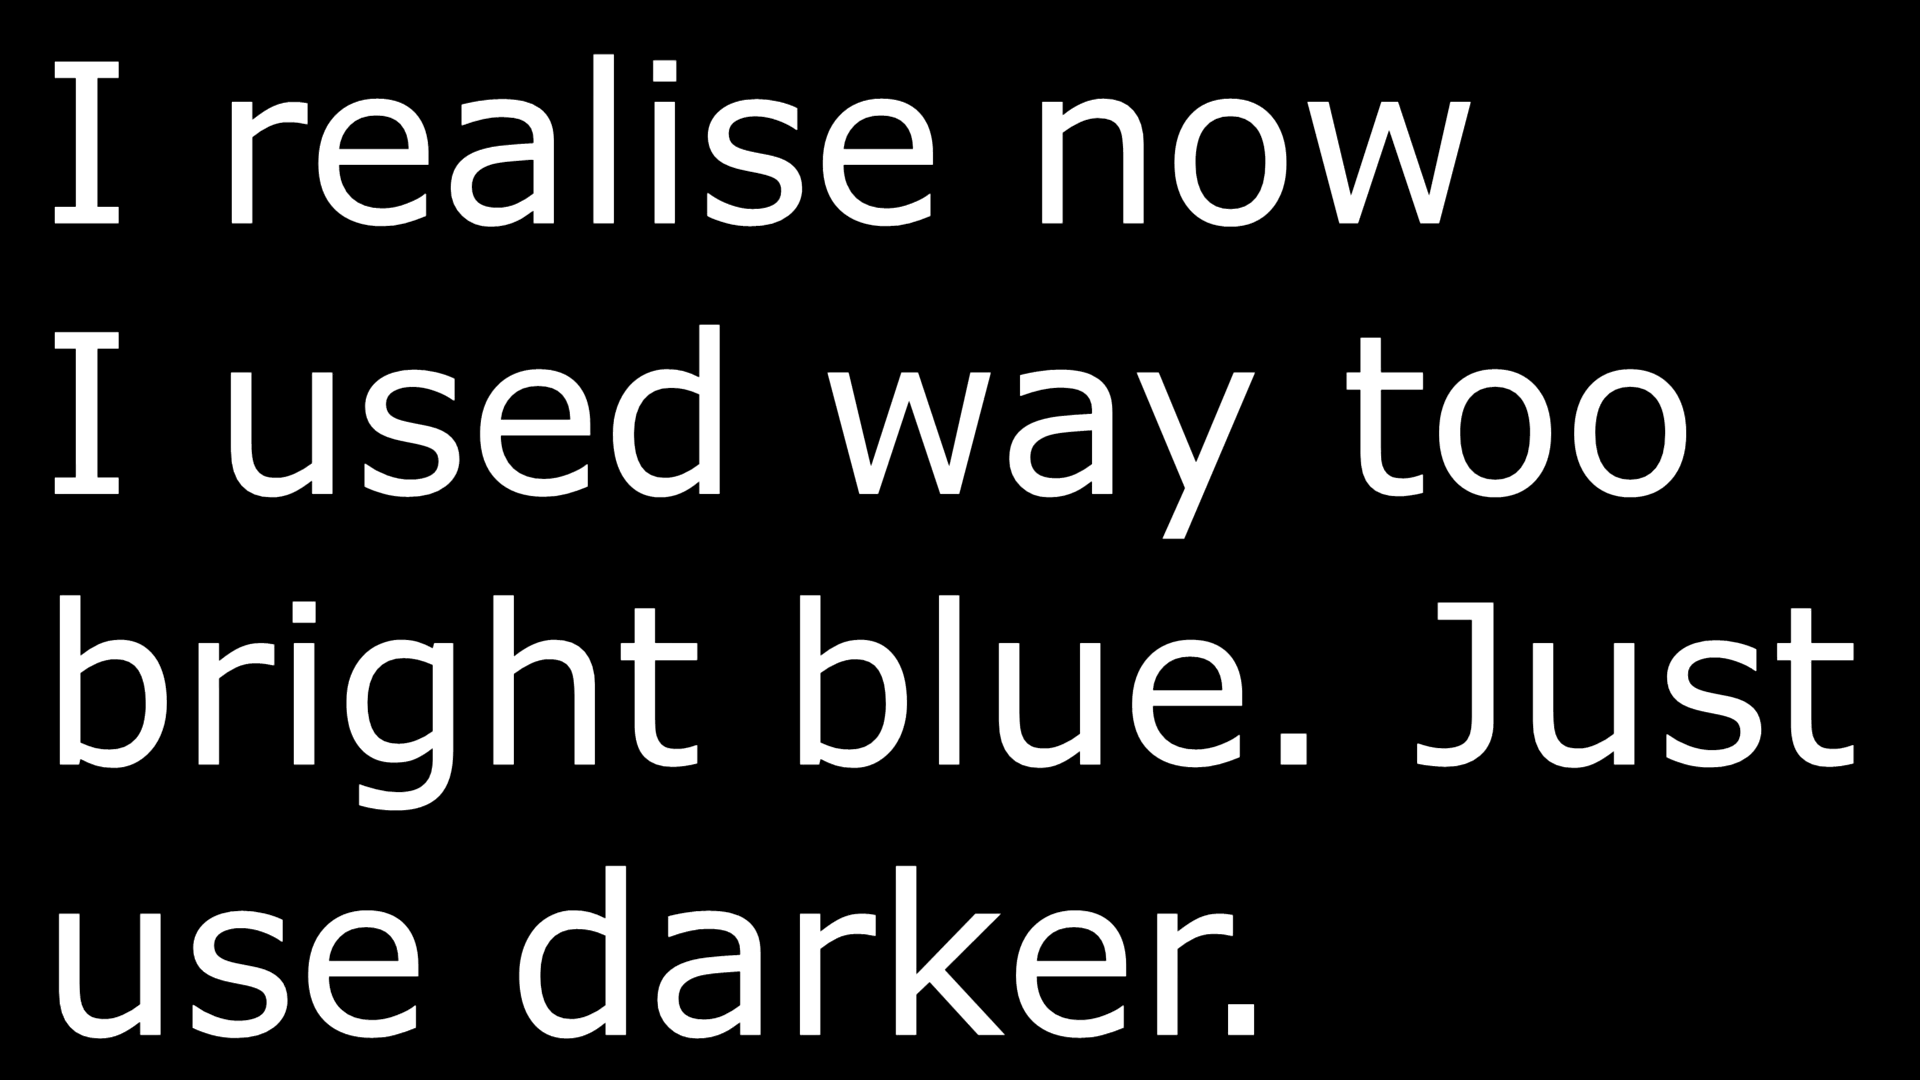 I realise now
I used way too
bright blue. Just
use darker.